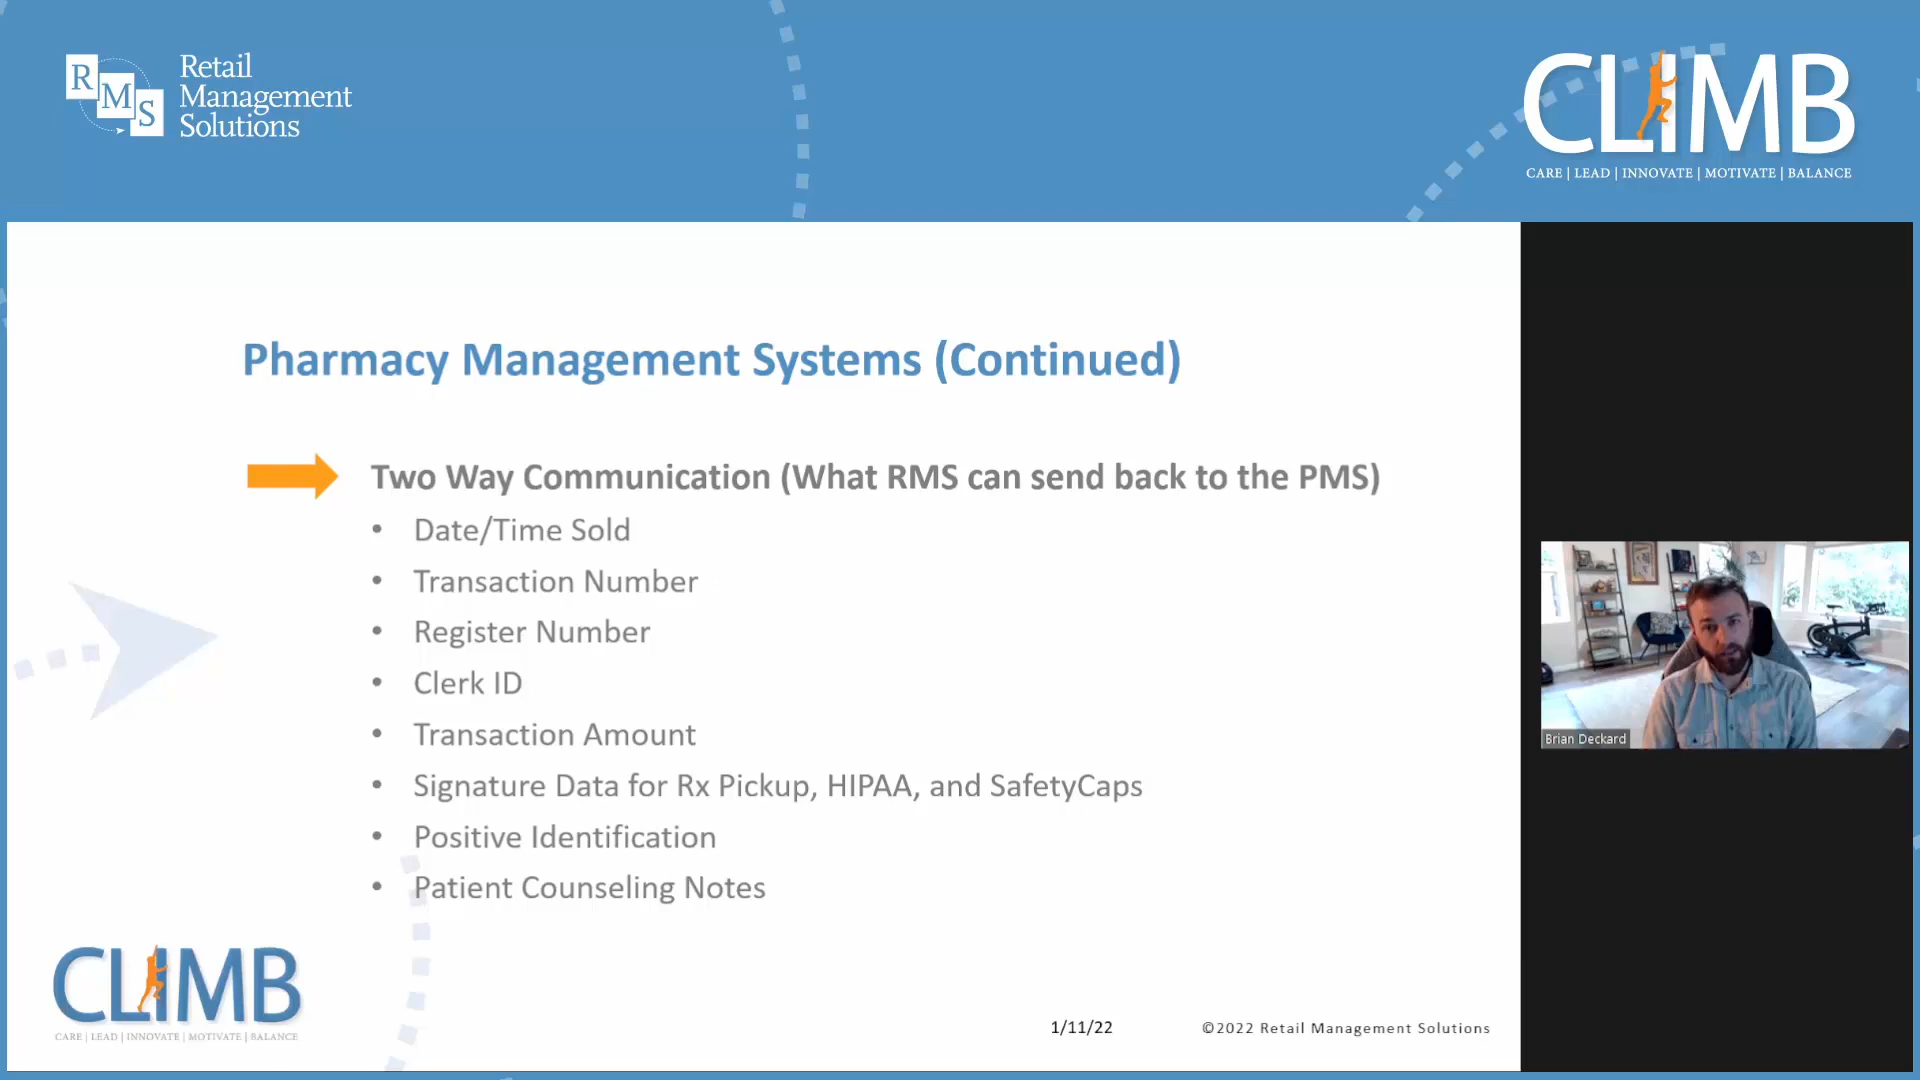 RMS
Retail
Management
Solutions
CLIMB
CARE | LEAD | INNOVATE | MOTIVATE | BALANCE
Pharmacy Management Systems (Continued)
Two Way Communication (What RMS can send back to the PMS)
• Date/Time Sold
• Transaction Number
• Register Number
• Clerk ID
• Transaction Amount
• Signature Data for Rx Pickup, HIPAA, and SafetyCaps
• Positive Identification
• Patient Counseling Notes
Brian Deckard
CLIMB
CARE | LEAD | INNOVATE | MOTIVATE | BALANCE
1/11/22
©2022 Retail Management Solutions